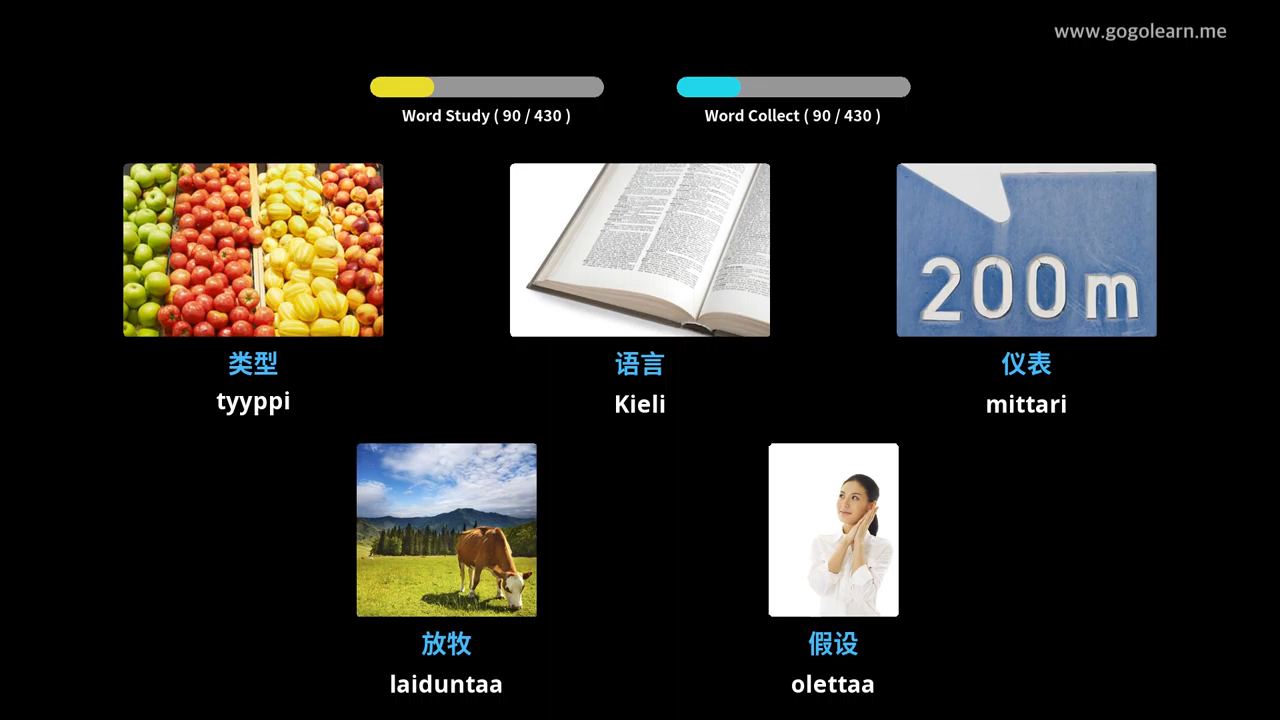 www.gogolearn.me
Word Study ( 90 / 430 )
Word Collect ( 90 / 430 )
200 m
类型
tyyppi
语言
Kieli
仪表
mittari
放牧
laiduntaa
假设
olettaa